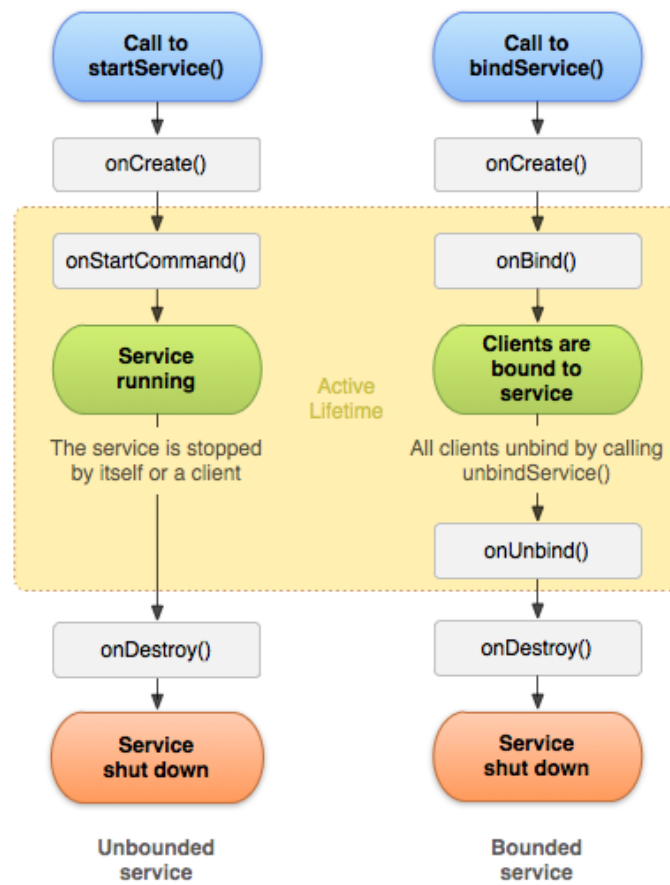 Call to
startService()
onCreate()
onStartCommand()
Service
running
The service is stopped
by itself or a client
onDestroy()
Service
shut down
Unbounded
service
Active
Lifetime
Call to
bindService()
onCreate()
onBind()
Clients are
bound to
service
All clients unbind by calling
unbindService()
onUnbind()
onDestroy()
Service
shut down
Bounded
service